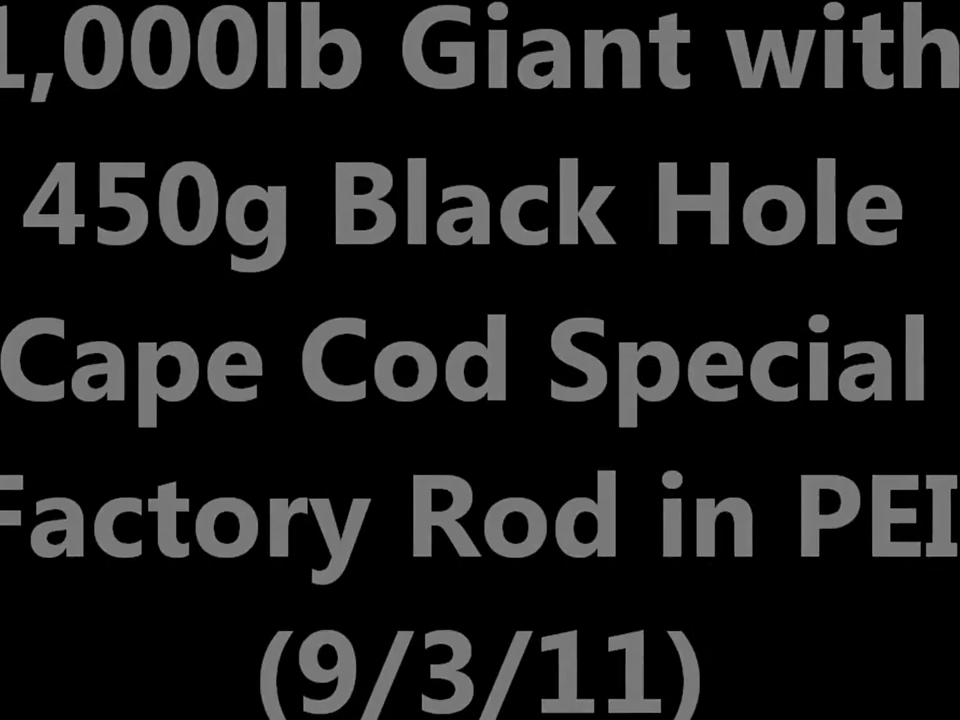 1,000lb Giant with
450g Black Hole
Cape Cod Special
Factory Rod in PEI
(9/3/11)